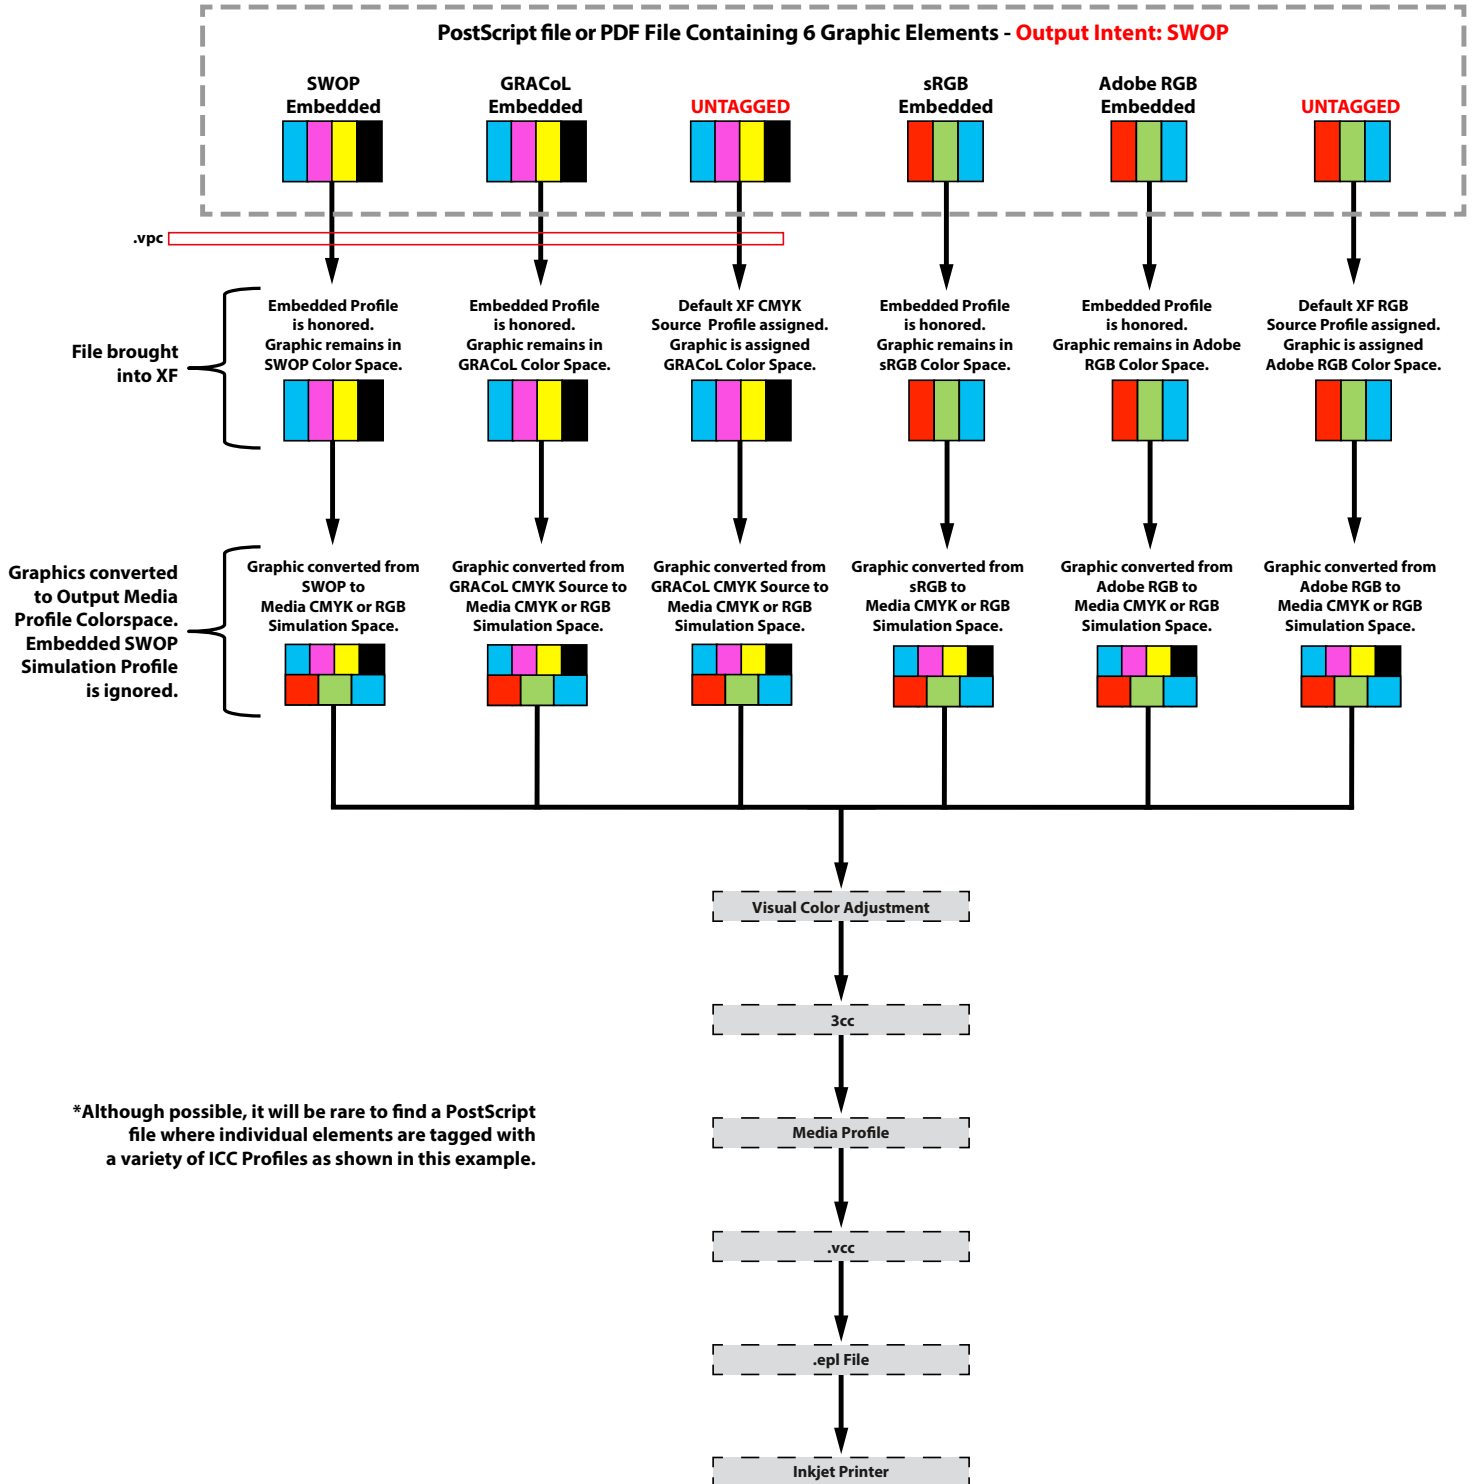 PostScript file or PDF File Containing 6 Graphic Elements - Output Intent: SWOP
SWOP
Embedded
GRACoL
Embedded
UNTAGGED
sRGB
Embedded
Adobe RGB
Embedded
UNTAGGED
.vpc
File brought
into XF
Embedded Profile
is honored.
Graphic remains in
SWOP Color Space.
Embedded Profile
is honored.
Graphic remains in
GRACoL Color Space.
Default XF CMYK
Source Profile assigned.
Graphic is assigned
GRACoL Color Space.
Embedded Profile
is honored.
Graphic remains in
sRGB Color Space.
Embedded Profile
is honored.
Graphic remains in Adobe
RGB Color Space.
Default XF RGB
Source Profile assigned.
Graphic is assigned
Adobe RGB Color Space.
Graphics converted
to Output Media
Profile Colorspace.
Embedded SWOP
Simulation Profile
is ignored.
Graphic converted from
SWOP to
Media CMYK or RGB
Simulation Space.
Graphic converted from
GRACoL CMYK Source to
Media CMYK or RGB
Simulation Space.
Graphic converted from
GRACoL CMYK Source to
Media CMYK or RGB
Simulation Space.
Graphic converted from
sRGB to
Media CMYK or RGB
Simulation Space.
Graphic converted from
Adobe RGB to
Media CMYK or RGB
Simulation Space.
Graphic converted from
Adobe RGB to
Media CMYK or RGB
Simulation Space.
Visual Color Adjustment
3cc
*Although possible, it will be rare to find a PostScript
file where individual elements are tagged with
a variety of ICC Profiles as shown in this example.
Media Profile
.vcc
.epl File
Inkjet Printer